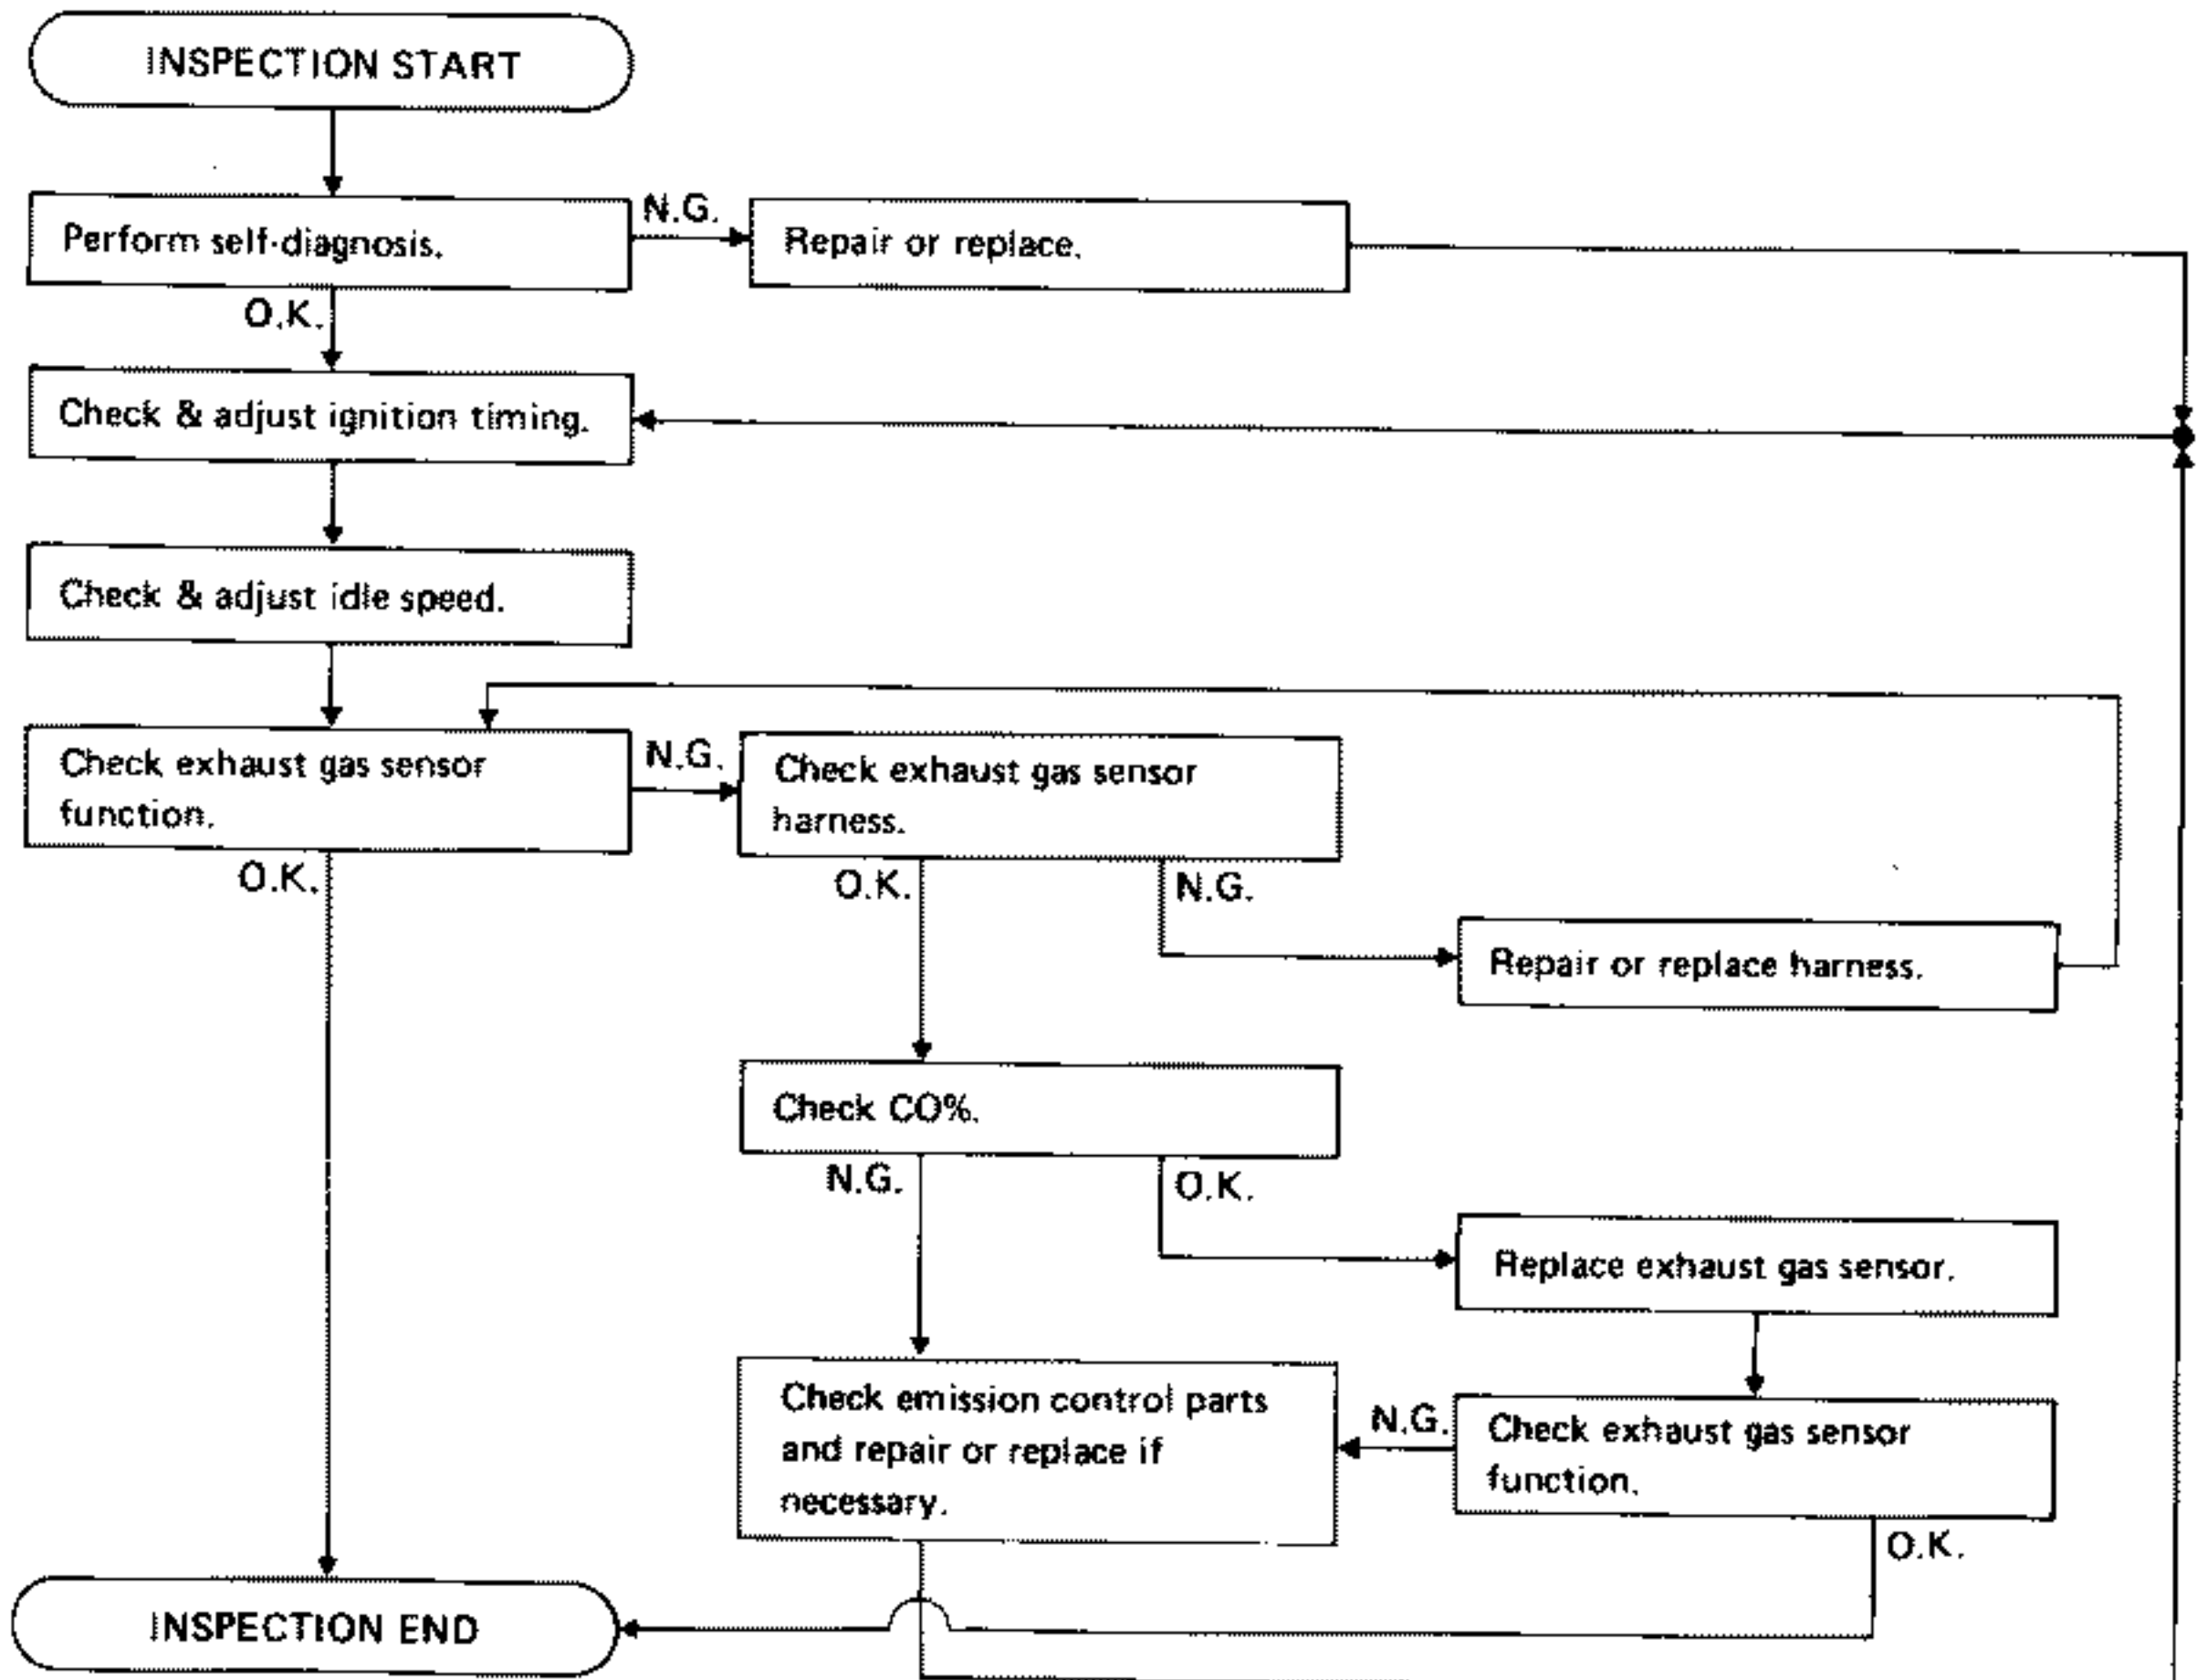 INSPECTION START
N.G.
Perform self-diagnosis.
Repair or replace.
O.K.
Check & adjust ignition timing.
Check & adjust idle speed.
Check exhaust gas sensor
function.
N.G.
Check exhaust gas sensor
harness.
O.K.
O.K.
N.G.
Repair or replace harness.
Check CO%.
N.G.
O.K.
Replace exhaust gas sensor.
Check emission control parts
and repair or replace if
necessary.
N.G.
Check exhaust gas sensor
function.
O.K.
INSPECTION END